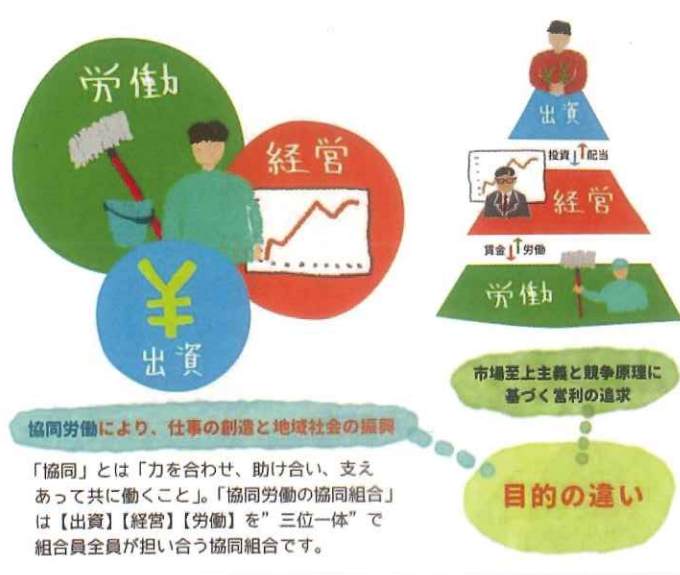 労働
経営
¥
出資
協同労働により、仕事の創造と地域社会の振興
「協同」とは「力を合わせ、助け合い、支え
あって共に働くこと」。「協同労働の協同組合」
は【出資】【経営】【労働】を”三位一体”で
組合員全員が担い合う協同組合です。
出資
投資 配当
経営
賃金 労働
労働
市場至上主義と競争原理に
基づく営利の追求
目的の違い